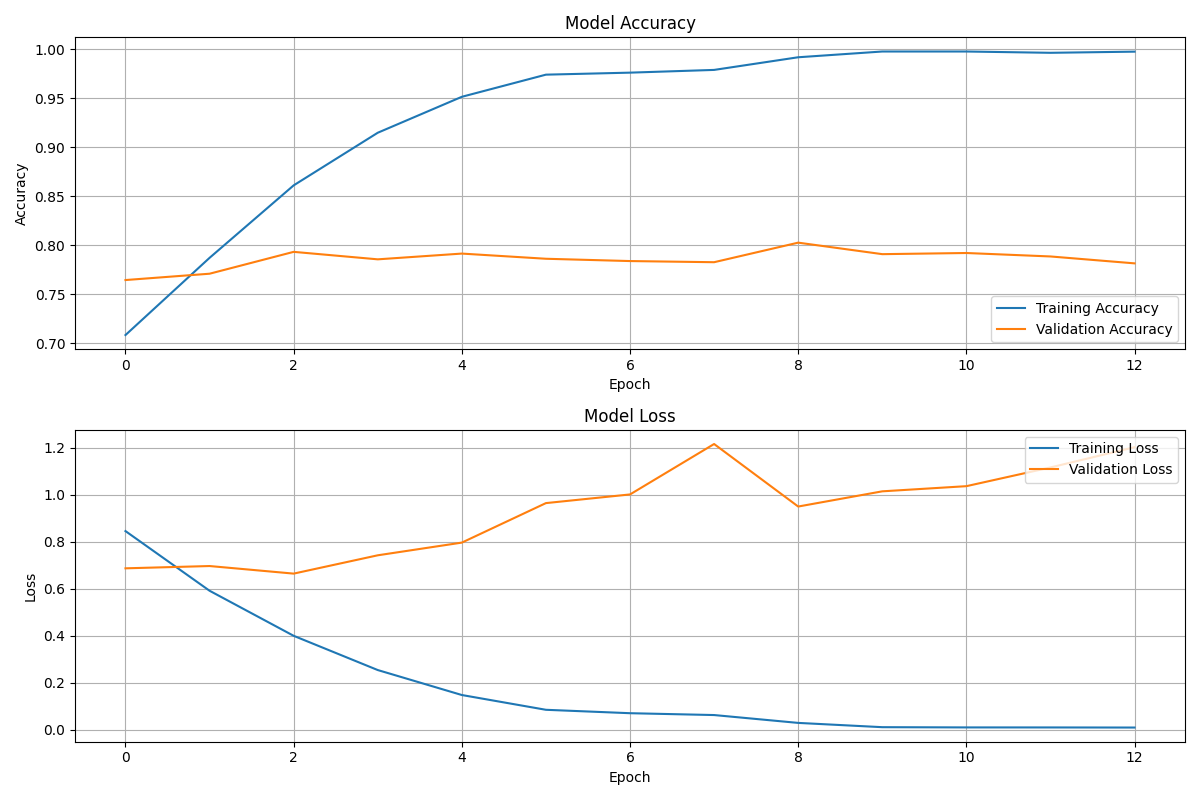 Model Accuracy
1.00
0.95
0.90
0.85
0.80
0.75
0.70
Accuracy
Training Accuracy
Validation Accuracy
0 2 4 6 8 10 12
Epoch
Model Loss
1.2
1.0
0.8
0.6
0.4
0.2
0.0
Loss
Training Loss
Validation Loss
0 2 4 6 8 10 12
Epoch